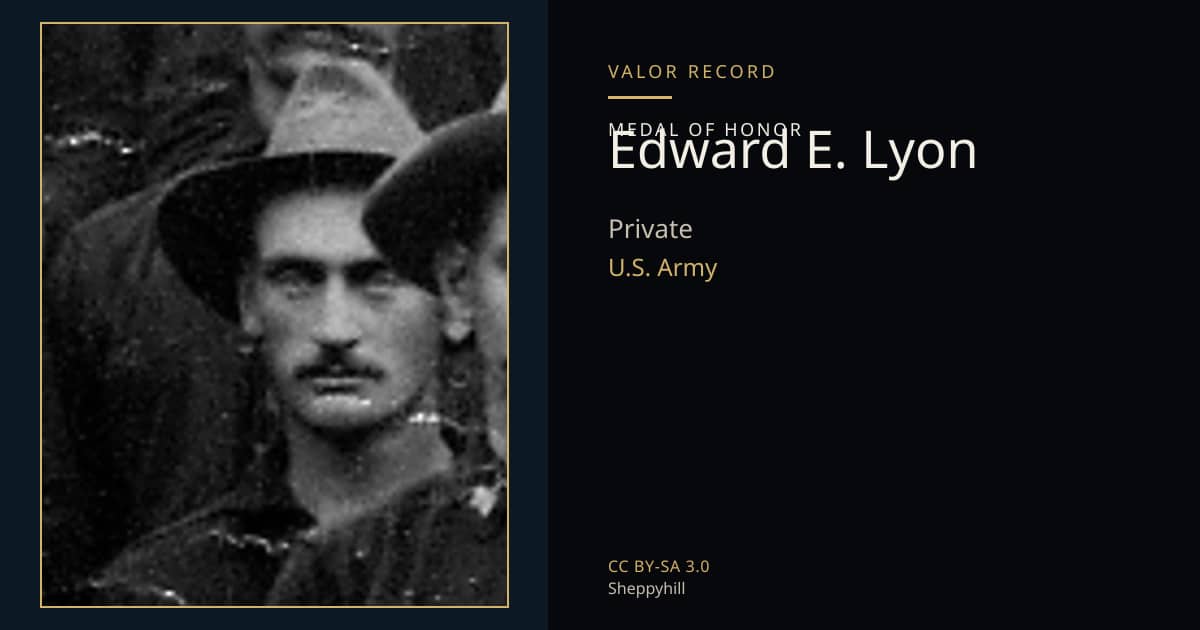 VALOR RECORD
MEDAL OF HONOR
Edward E. Lyon
Private
U.S. Army
CC BY-SA 3.0
Sheppyhill